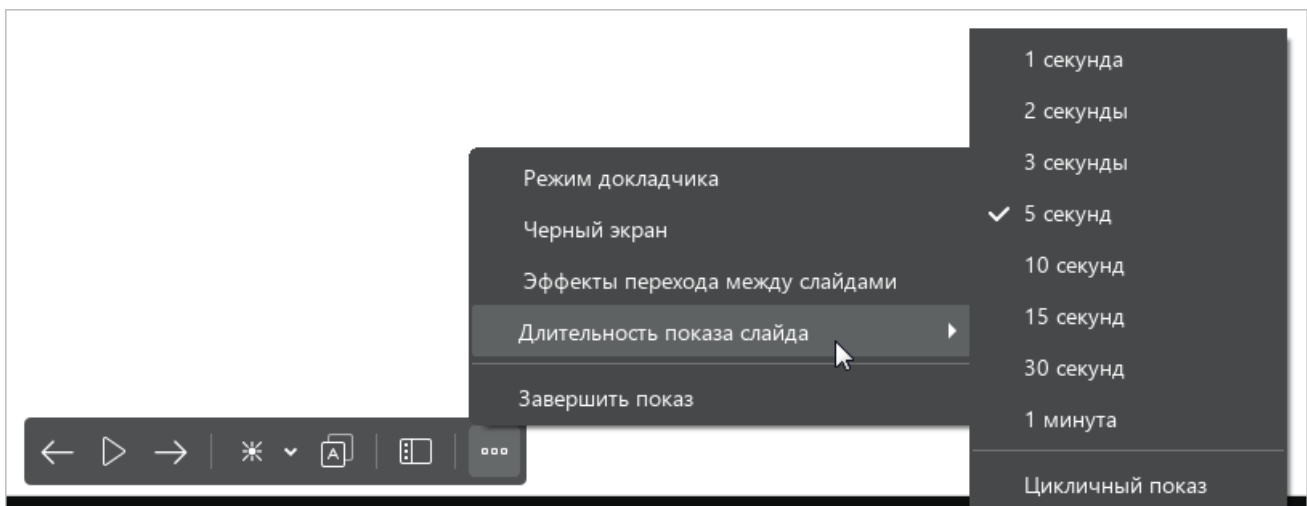 Режим докладчика
Черный экран
Эффекты перехода между слайдами
Длительность показа слайда
Завершить показ
1 секунда
2 секунды
3 секунды
5 секунд
10 секунд
15 секунд
30 секунд
1 минута
Цикличный показ
A